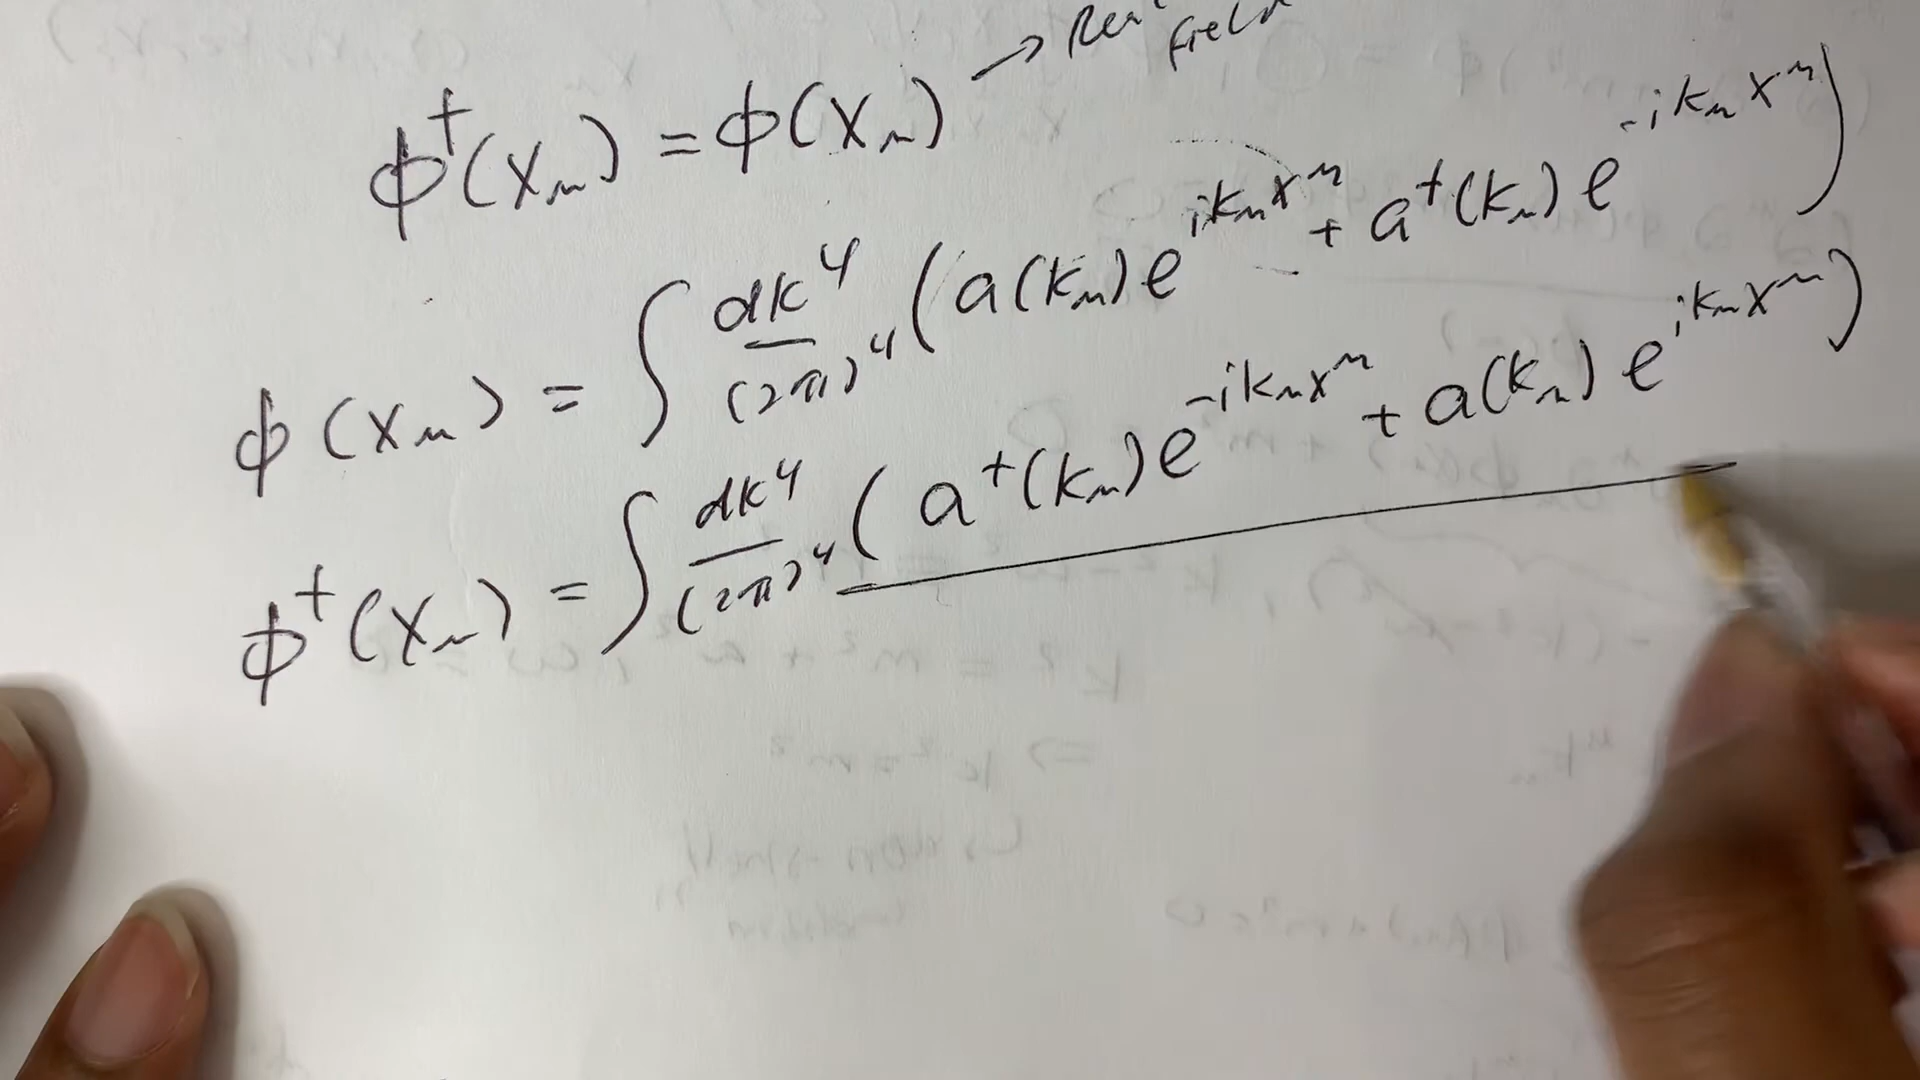 → Real field
ϕ†(xμ) = ϕ(xμ)
ϕ(xμ) = ∫ dk⁴/(2π)⁴ (a(kμ) e^{ikμx^μ} + a†(kμ) e^{-ikμx^μ})
ϕ†(xμ) = ∫ dk⁴/(2π)⁴ (a†(kμ) e^{-ikμx^μ} + a(kμ) e^{ikμx^μ})